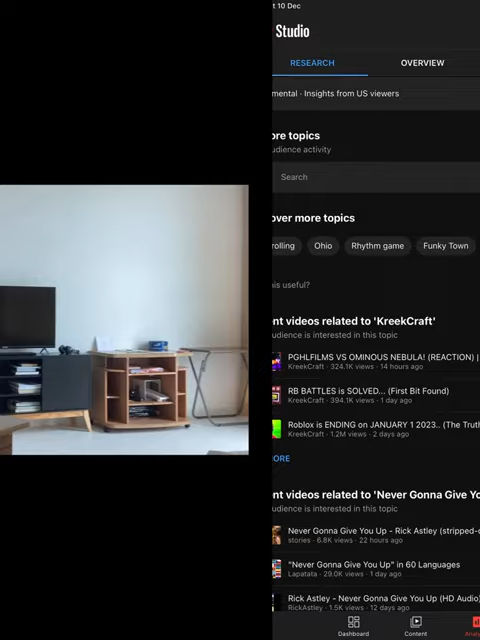 t 10 Dec
Studio
RESEARCH
OVERVIEW
mental · Insights from US viewers
ore topics
udience activity
Search
over more topics
rolling
Ohio
Rhythm game
Funky Town
is useful?
nt videos related to 'KreekCraft'
udience is interested in this topic
PGHLFILMS VS OMINOUS NEBULA! (REACTION) |
KreekCraft · 324.1K views · 14 hours ago
RB BATTLES is SOLVED... (First Bit Found)
KreekCraft · 394.1K views · 1 day ago
Roblox is ENDING on JANUARY 1 2023.. (The Truth
KreekCraft · 1.2M views · 2 days ago
ORE
nt videos related to 'Never Gonna Give Yo
udience is interested in this topic
Never Gonna Give You Up - Rick Astley (stripped-
stories · 6.8K views · 22 hours ago
"Never Gonna Give You Up" in 60 Languages
Lapatata · 29.0K views · 1 day ago
Rick Astley - Never Gonna Give You Up (HD Audio)
RickAstley · 1.5K views · 12 days ago
Dashboard
Content
Analy